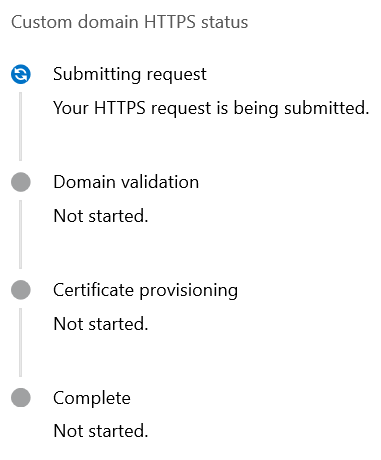 Custom domain HTTPS status
Submitting request
Your HTTPS request is being submitted.
Domain validation
Not started.
Certificate provisioning
Not started.
Complete
Not started.